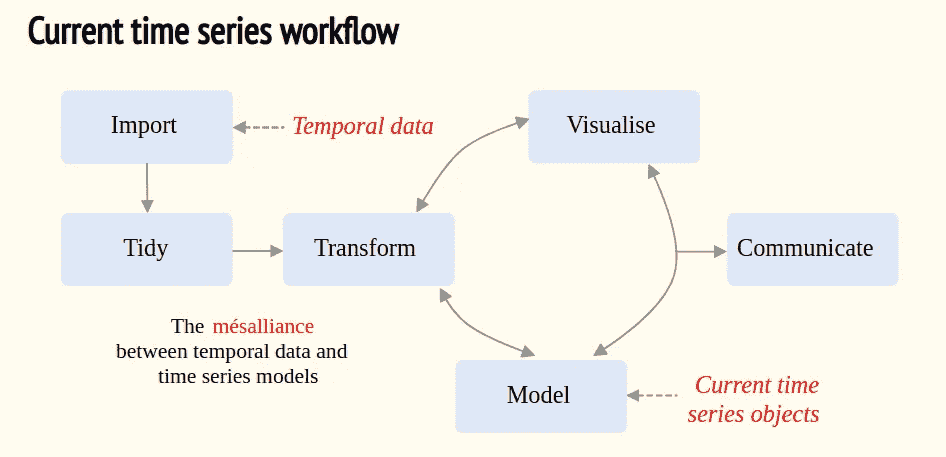 Current time series workflow
Import
Temporal data
Visualise
Tidy
Transform
Communicate
The mésalliance
between temporal data and
time series models
Model
Current time
series objects